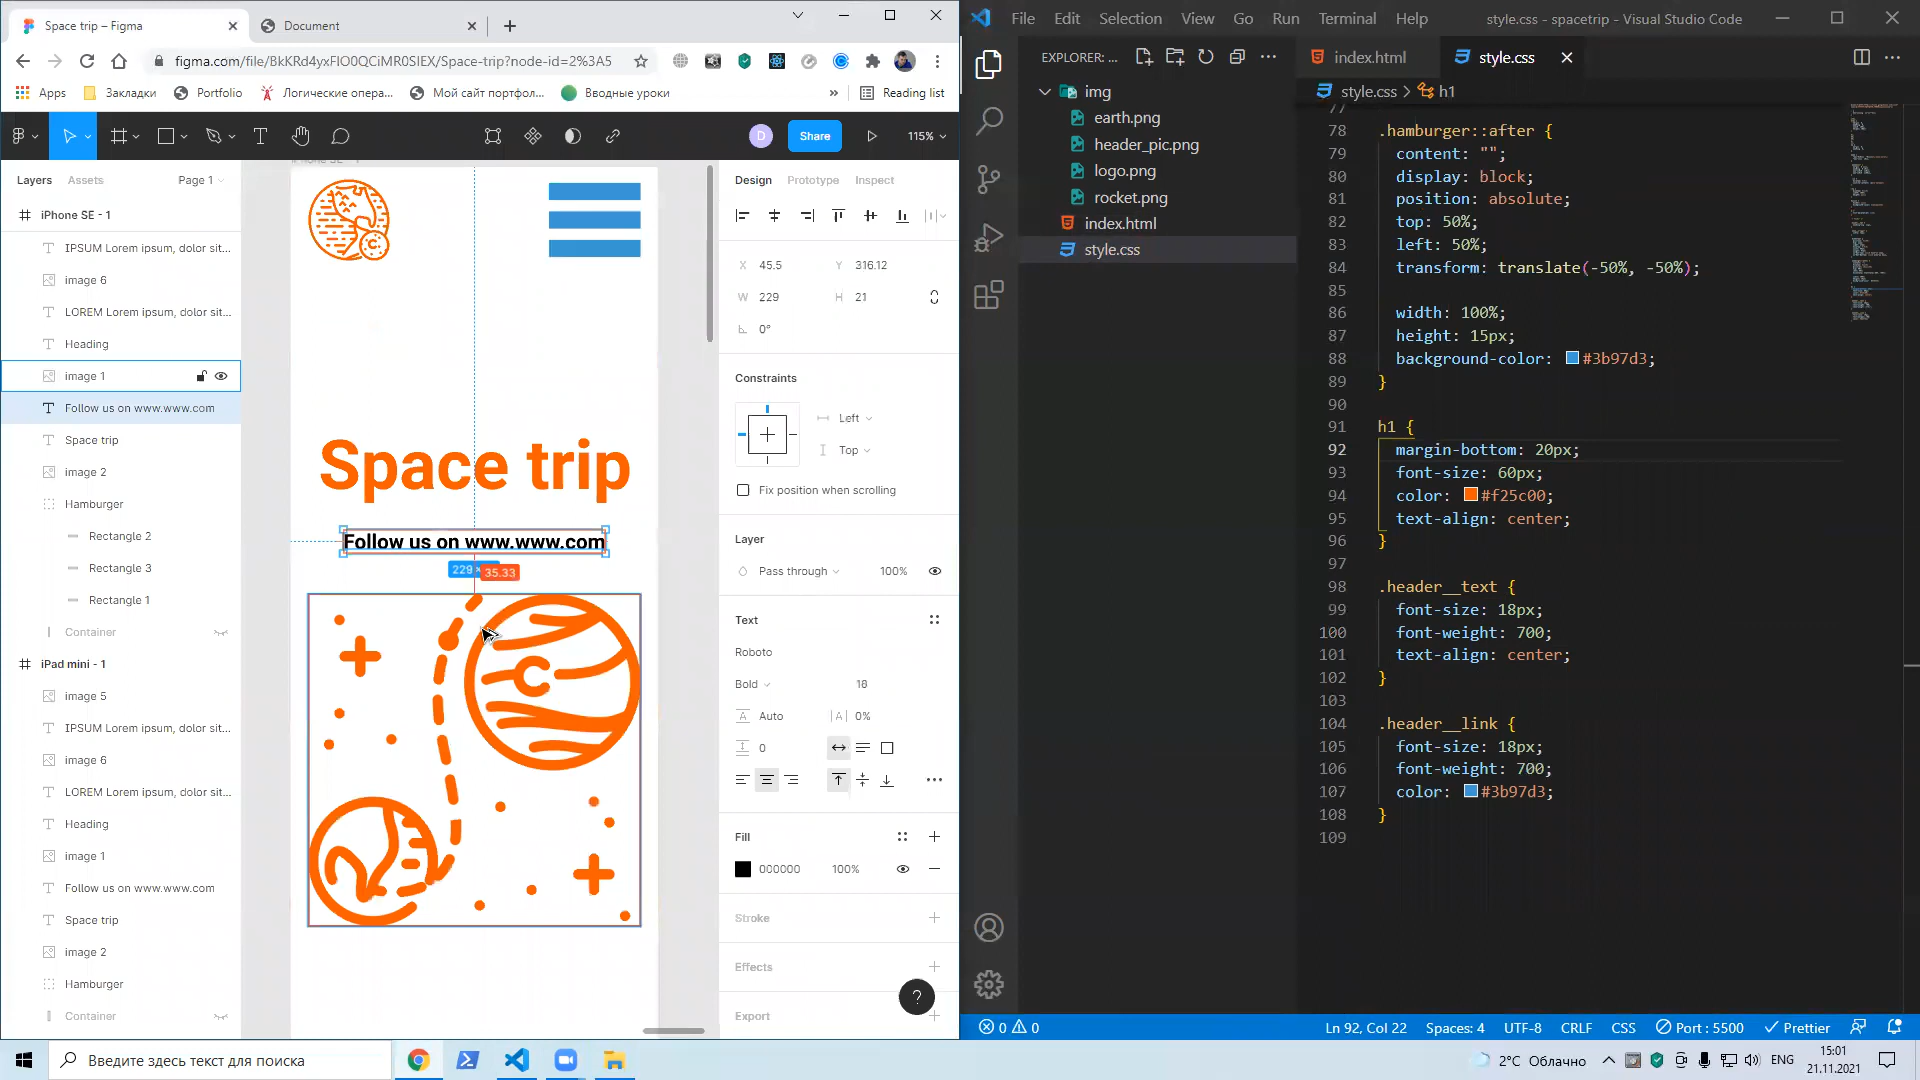 Space trip – Figma
Document
figma.com/file/BkKRd4yxFlO0QCiMR0SIEX/Space-trip?node-id=2%3A5
Apps
Закладки
Portfolio
Логические опера...
Мой сайт портфол...
Вводные уроки
»
Reading list
D
Share
115%
Layers
Assets
Page 1
iPhone SE - 1
IPSUM Lorem ipsum, dolor sit...
image 6
LOREM Lorem ipsum, dolor sit...
Heading
image 1
Follow us on www.www.com
Space trip
image 2
Hamburger
Rectangle 2
Rectangle 3
Rectangle 1
Container
iPad mini - 1
image 5
IPSUM Lorem ipsum, dolor sit...
image 6
LOREM Lorem ipsum, dolor sit...
Heading
image 1
Follow us on www.www.com
Space trip
image 2
Hamburger
Container
Space trip
Follow us on www.www.com
229 ×
35.33
Design
Prototype
Inspect
X 45.5
Y 316.12
W 229
H 21
0°
Constraints
Left
Top
Fix position when scrolling
Layer
Pass through
100%
Text
Roboto
Bold
18
Auto
|A| 0%
0
Fill
000000
100%
Stroke
Effects
Export
?
File
Edit
Selection
View
Go
Run
Terminal
Help
style.css - spacetrip - Visual Studio Code
EXPLORER: ...
index.html
style.css
style.css > h1
img
earth.png
header_pic.png
logo.png
rocket.png
index.html
style.css
77
78 .hamburger::after {
79 content: "";
80 display: block;
81 position: absolute;
82 top: 50%;
83 left: 50%;
84 transform: translate(-50%, -50%);
85
86 width: 100%;
87 height: 15px;
88 background-color: #3b97d3;
89 }
90
91 h1 {
92 margin-bottom: 20px;
93 font-size: 60px;
94 color: #f25c00;
95 text-align: center;
96 }
97
98 .header__text {
99 font-size: 18px;
100 font-weight: 700;
101 text-align: center;
102 }
103
104 .header__link {
105 font-size: 18px;
106 font-weight: 700;
107 color: #3b97d3;
108 }
109
0
0
Ln 92, Col 22
Spaces: 4
UTF-8
CRLF
CSS
Port : 5500
Prettier
Введите здесь текст для поиска
2°C Облачно
ENG
15:01
21.11.2021